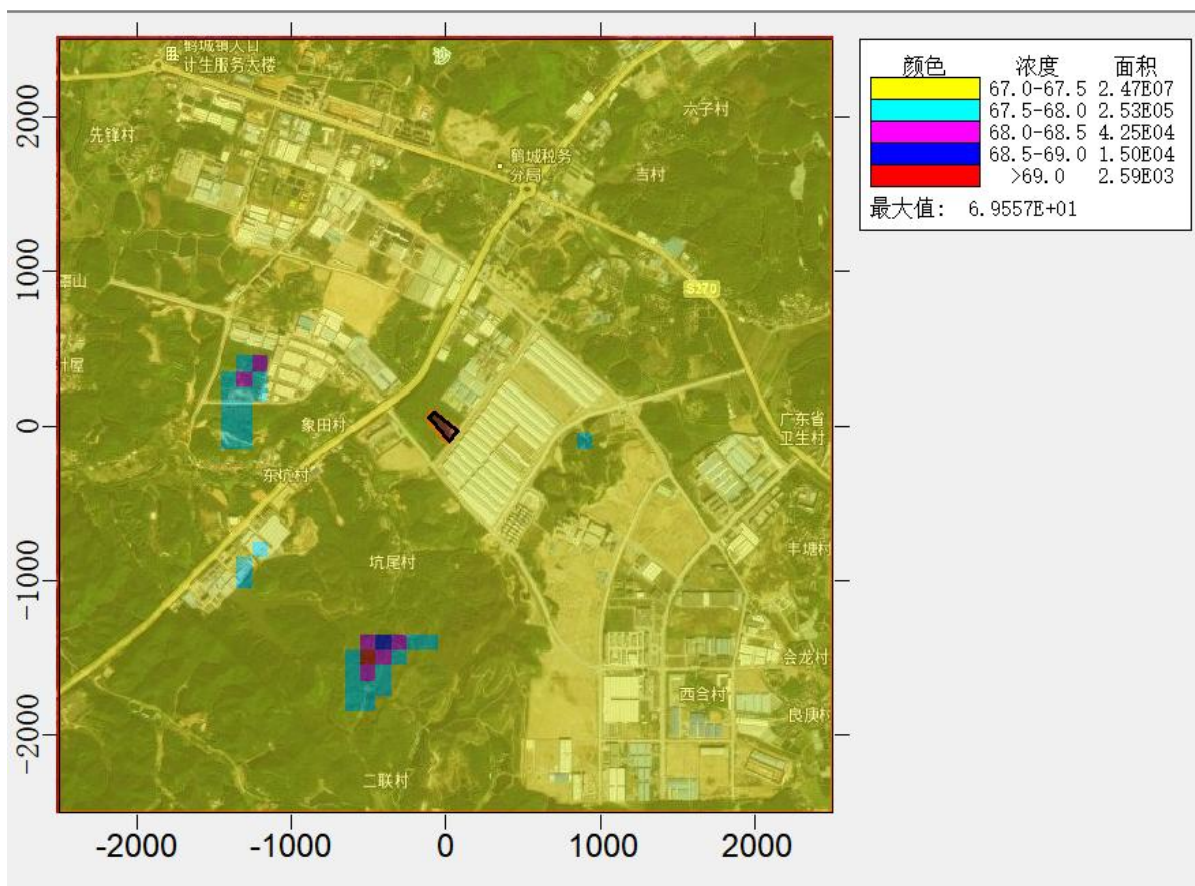 鹤城镇人口
计生服务大楼
沙
六子村
先锋村
鹤城税务
分局
吉村
S270
象田村
东坑村
广东省
卫生村
坑尾村
丰塘村
会龙村
西合村
良庚村
二联村
2000
1000
0
-1000
-2000
-2000
-1000
0
1000
2000
颜色 浓度 面积
67.0-67.5 2.47E07
67.5-68.0 2.53E05
68.0-68.5 4.25E04
68.5-69.0 1.50E04
>69.0 2.59E03
最大值: 6.9557E+01